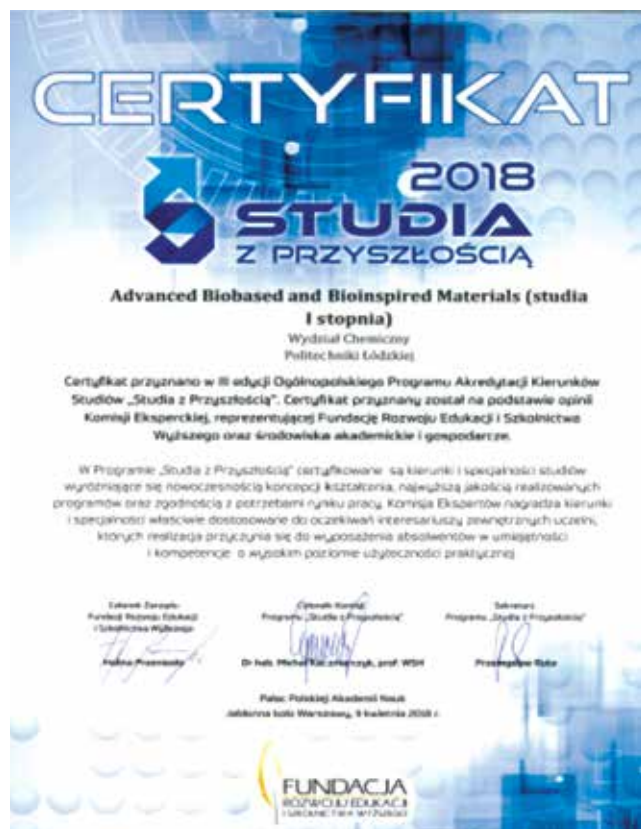 CERTYFIKAT
2018
STUDIA
Z PRZYSZŁOŚCIĄ
Advanced Biobased and Bioinspired Materials (studia
I stopnia)
Wydział Chemiczny
Politechniki Łódzkiej
Certyfikat przyznano w III edycji Ogólnopolskiego Programu Akredytacji Kierunków
Studiów „Studia z Przyszłością”. Certyfikat przyznany został na podstawie opinii
Komisji Eksperckiej, reprezentującej Fundację Rozwoju Edukacji i Szkolnictwa
Wyższego oraz środowiska akademickie i gospodarcze.
W Programie „Studia z Przyszłością” certyfikowane są kierunki i specjalności studiów
wyróżniające się nowoczesnością koncepcji kształcenia, najwyższą jakością realizowanych
programów oraz zgodnością z potrzebami rynku pracy. Komisja Ekspertów nagradza kierunki
i specjalności właściwie dostosowane do oczekiwań interesariuszy zewnętrznych uczelni,
których realizacja przyczynia się do wyposażenia absolwentów w umiejętności
i kompetencje o wysokim poziomie użyteczności praktycznej
Członek Zarządu
Fundacji Rozwoju Edukacji
i Szkolnictwa Wyższego
Członek Komisji
Programu „Studia z Przyszłością”
Sekretarz
Programu „Studia z Przyszłością”
Dr hab. Michał Kaczmarczyk, prof. WSH
Przemysław Ruta
Pałac Polskiej Akademii Nauk
Jabłonna koło Warszawy, 9 kwietnia 2018 r.
FUNDACJA
ROZWOJU EDUKACJI
I SZKOLNICTWA WYŻSZEGO